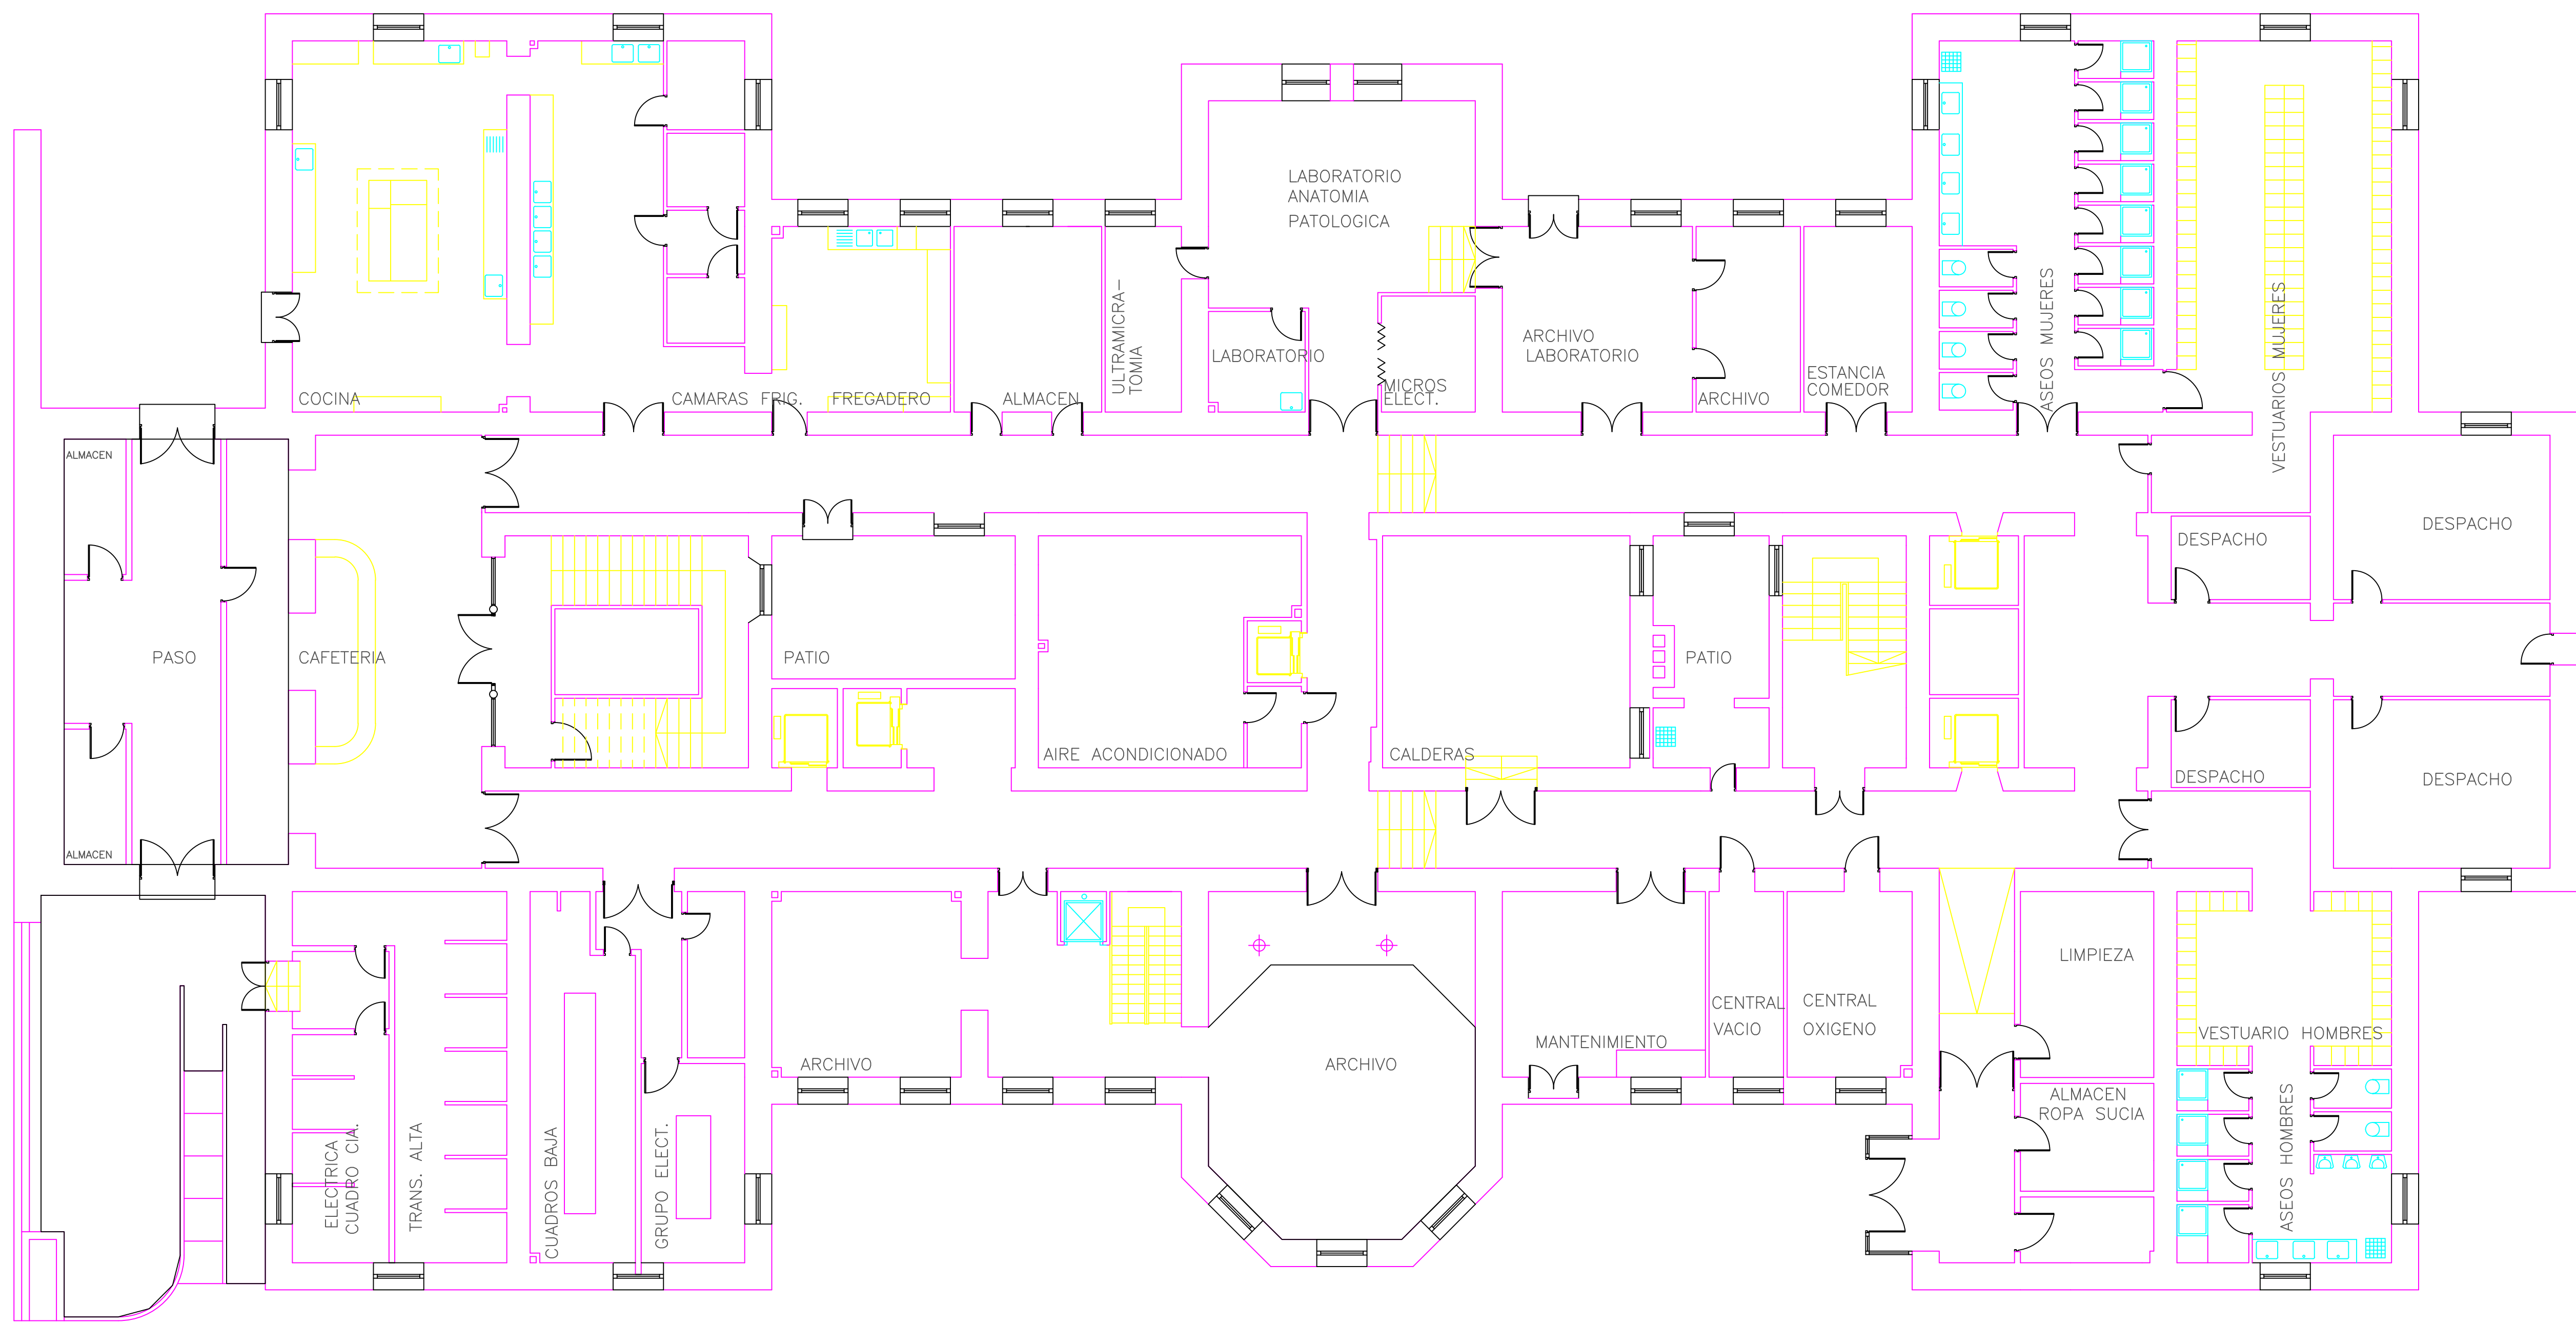 LABORATORIO
ANATOMIA
PATOLOGICA
ULTRAMICRA-
TOMIA
LABORATORIO
MICROS
ELECT.
ARCHIVO
LABORATORIO
ARCHIVO
ESTANCIA
COMEDOR
ASEOS MUJERES
VESTUARIOS MUJERES
COCINA
CAMARAS FRIG.
FREGADERO
ALMACEN
ALMACEN
DESPACHO
DESPACHO
PASO
CAFETERIA
PATIO
PATIO
AIRE ACONDICIONADO
CALDERAS
DESPACHO
DESPACHO
ALMACEN
LIMPIEZA
CENTRAL
VACIO
CENTRAL
OXIGENO
VESTUARIO HOMBRES
MANTENIMIENTO
ARCHIVO
ARCHIVO
ALMACEN
ROPA SUCIA
ELECTRICA
CUADRO CIA.
TRANS. ALTA
CUADROS BAJA
GRUPO ELECT.
ASEOS HOMBRES